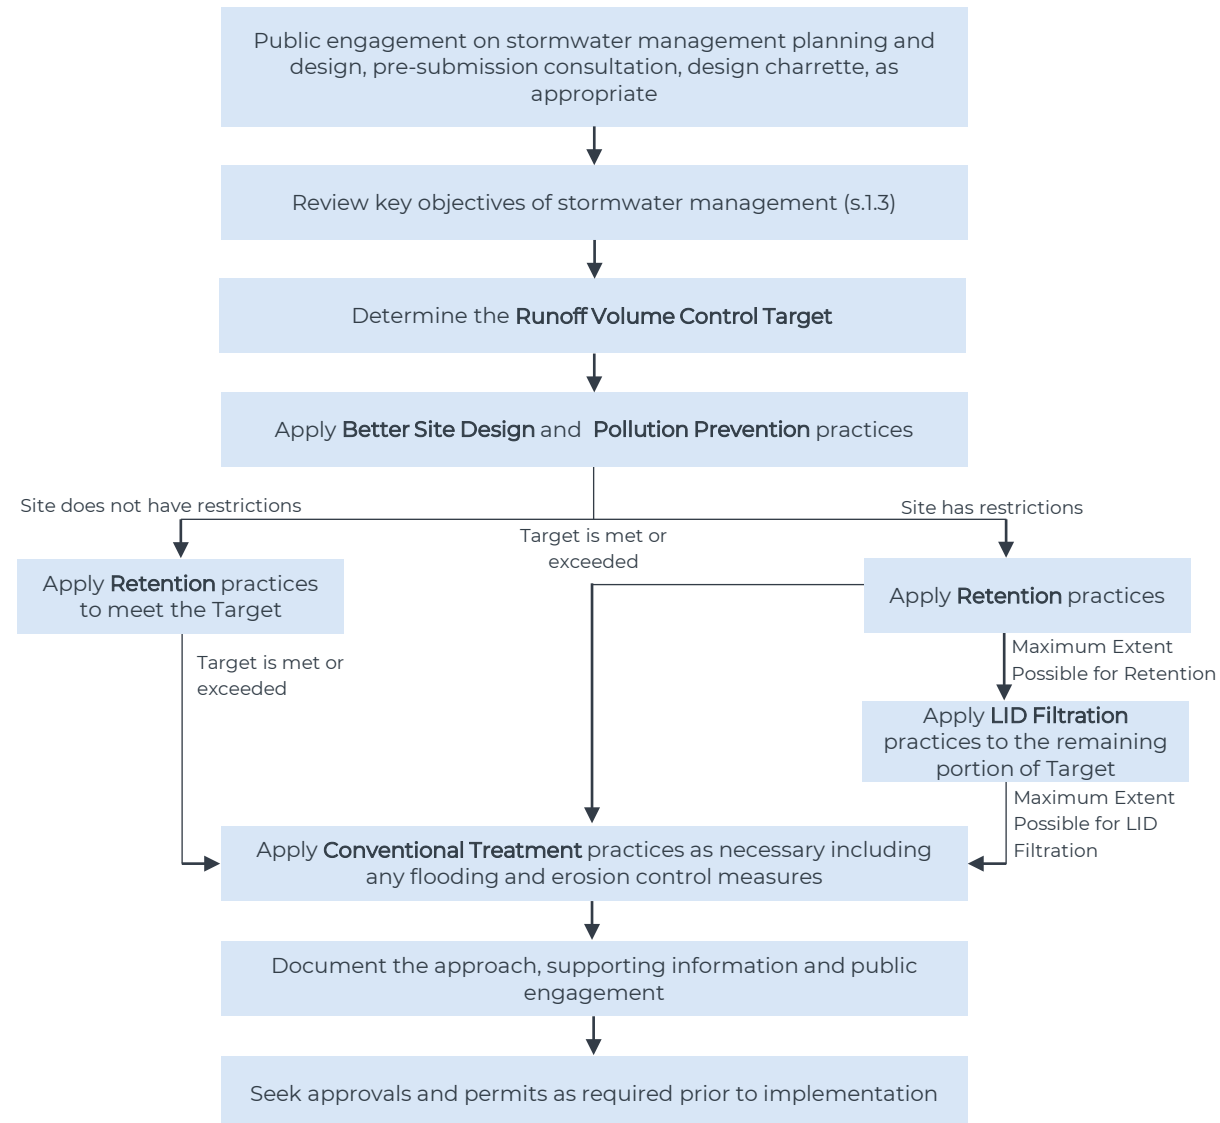 Public engagement on stormwater management planning and
design, pre-submission consultation, design charrette, as
appropriate
Review key objectives of stormwater management (s.1.3)
Determine the Runoff Volume Control Target
Apply Better Site Design and Pollution Prevention practices
Site does not have restrictions
Site has restrictions
Target is met or
exceeded
Apply Retention practices
to meet the Target
Apply Retention practices
Target is met or
exceeded
Maximum Extent
Possible for Retention
Apply LID Filtration
practices to the remaining
portion of Target
Maximum Extent
Possible for LID
Filtration
Apply Conventional Treatment practices as necessary including
any flooding and erosion control measures
Document the approach, supporting information and public
engagement
Seek approvals and permits as required prior to implementation